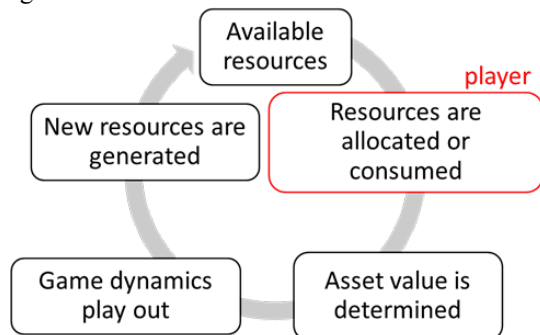 Available
resources
player
Resources are
allocated or
consumed
Asset value is
determined
Game dynamics
play out
New resources are
generated